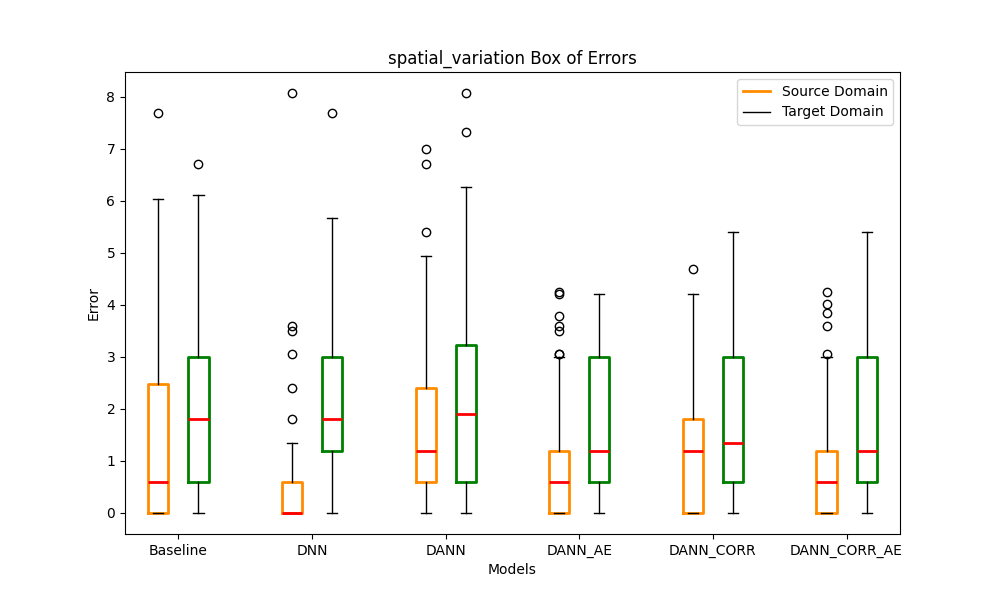 spatial_variation Box of Errors
Source Domain
Target Domain
8
7
6
5
4
3
2
1
0
Error
Baseline
DNN
DANN
DANN_AE
DANN_CORR
DANN_CORR_AE
Models